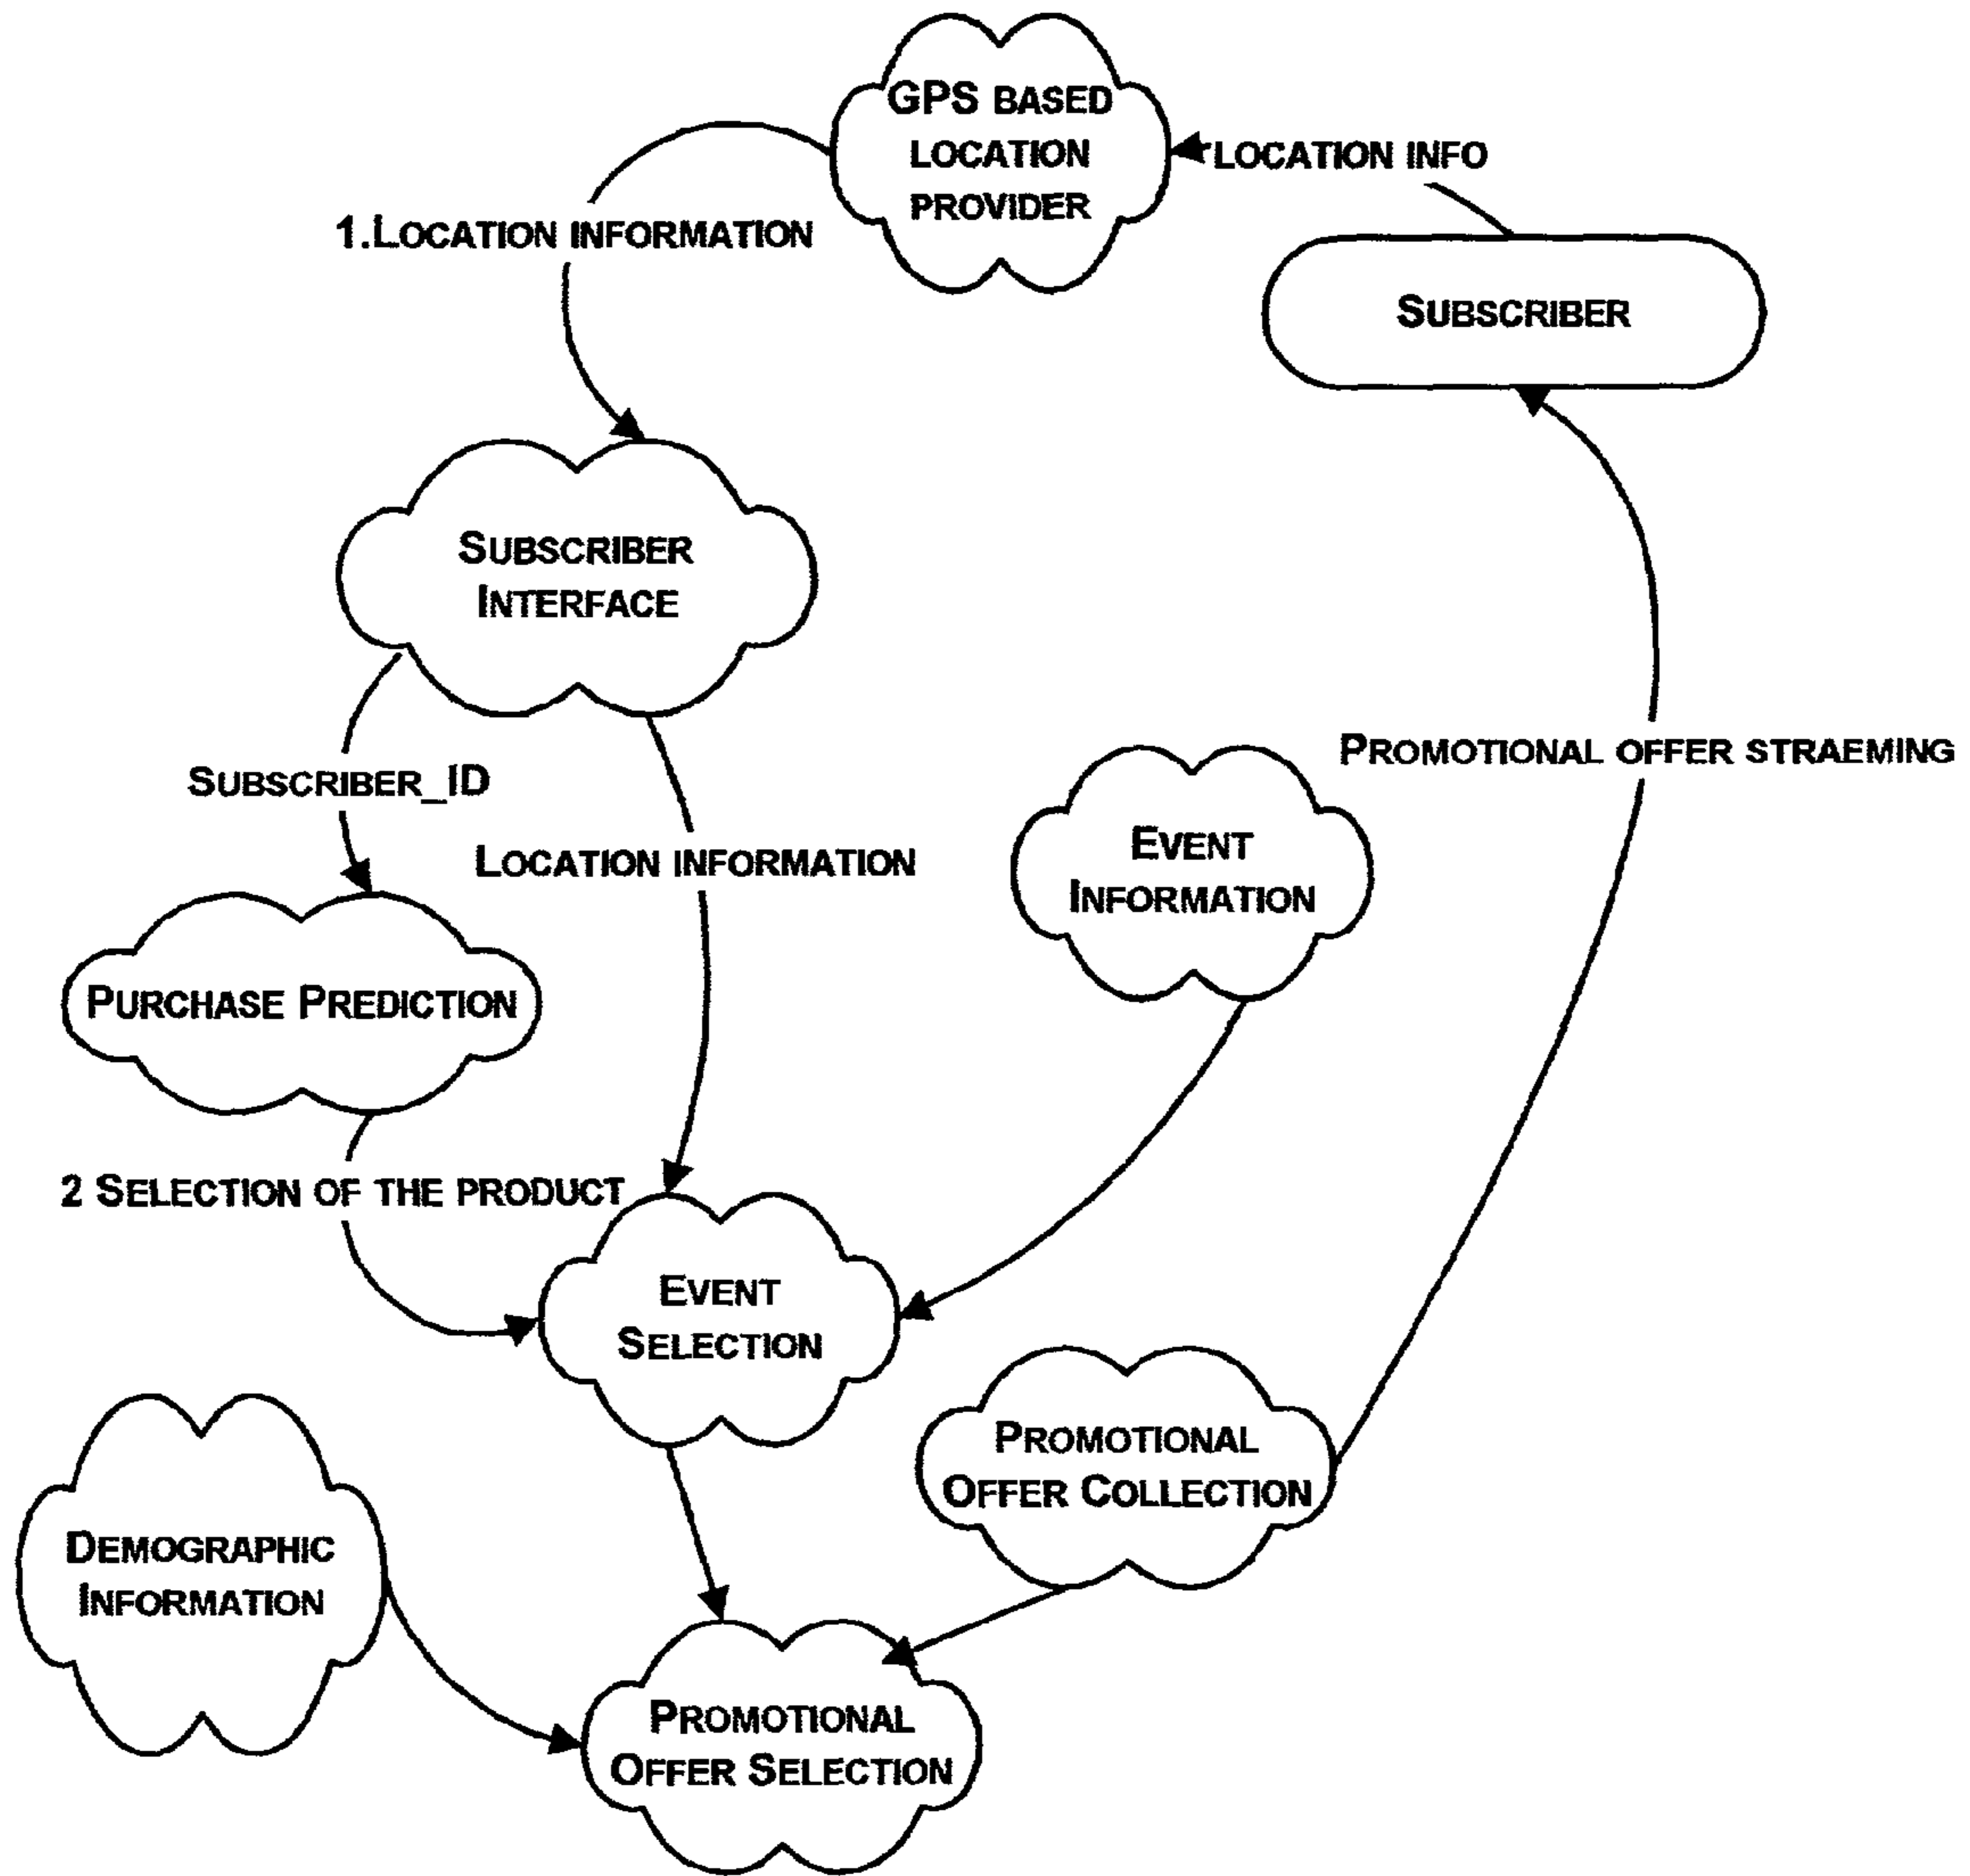 GPS BASED
LOCATION
PROVIDER
LOCATION INFO
1.LOCATION INFORMATION
SUBSCRIBER
SUBSCRIBER
INTERFACE
SUBSCRIBER_ID
PROMOTIONAL OFFER STRAEMING
LOCATION INFORMATION
EVENT
INFORMATION
PURCHASE PREDICTION
2 SELECTION OF THE PRODUCT
EVENT
SELECTION
PROMOTIONAL
OFFER COLLECTION
DEMOGRAPHIC
INFORMATION
PROMOTIONAL
OFFER SELECTION